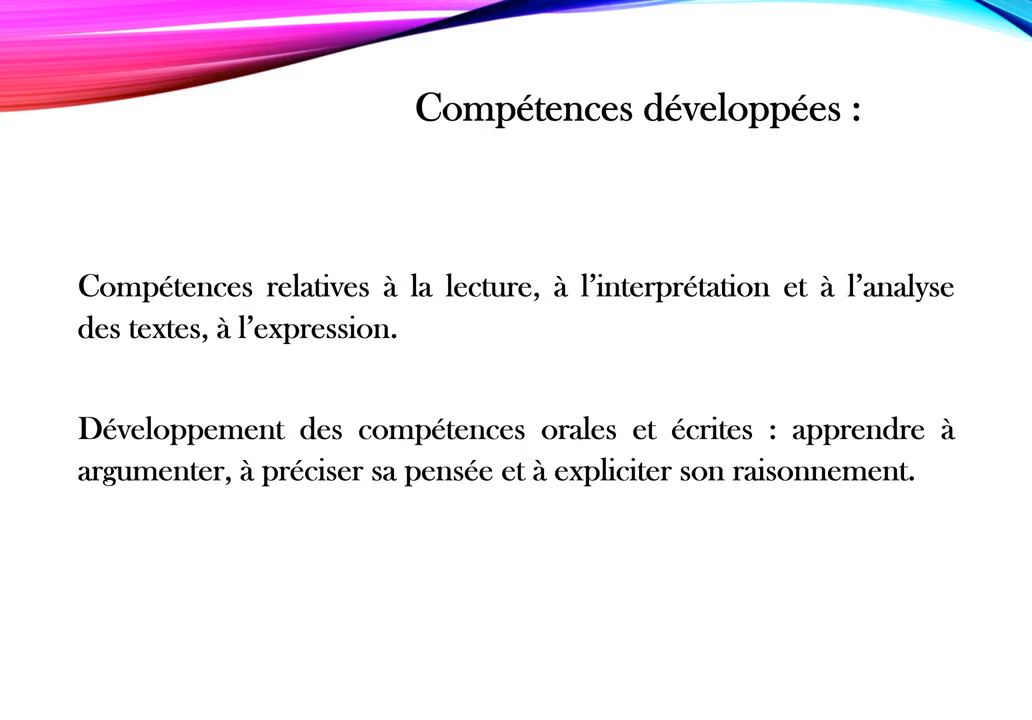 Compétences développées :
Compétences relatives à la lecture, à l’interprétation et à l’analyse
des textes, à l’expression.
Développement des compétences orales et écrites : apprendre à
argumenter, à préciser sa pensée et à expliciter son raisonnement.